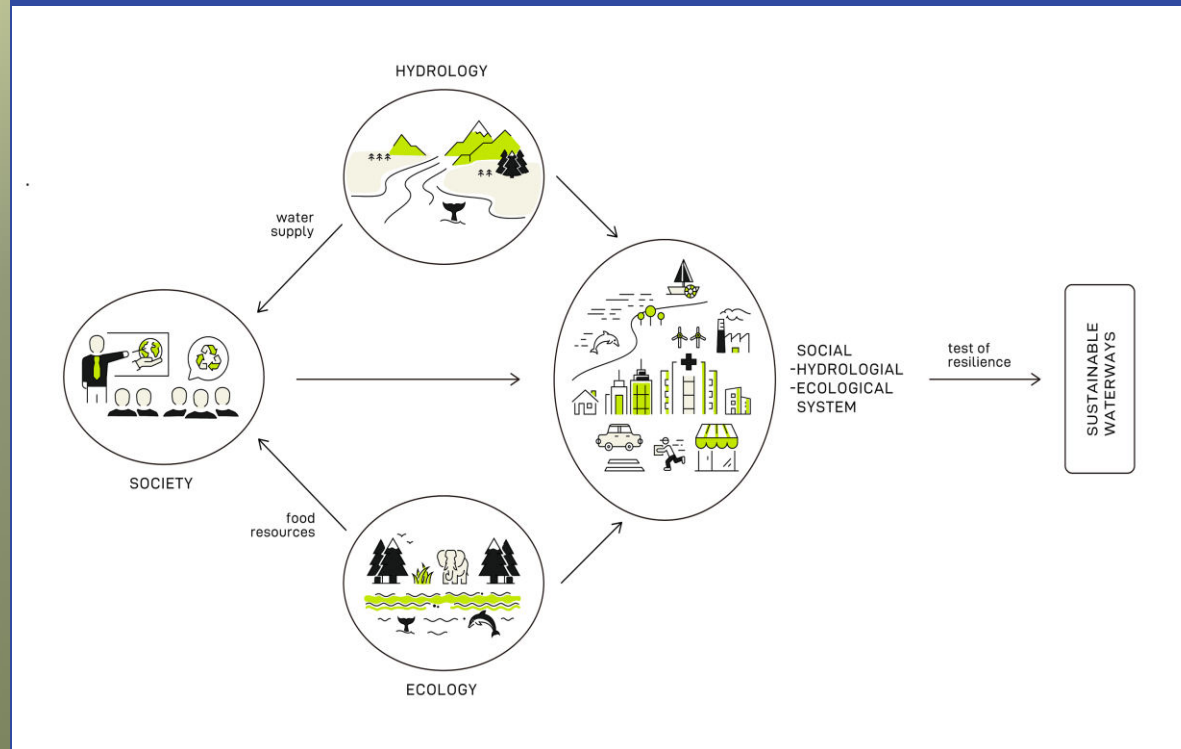 HYDROLOGY
water
supply
SOCIETY
food
resources
ECOLOGY
SOCIAL
-HYDROLOGIAL
-ECOLOGICAL
SYSTEM
test of
resilience
SUSTAINABLE
WATERWAYS